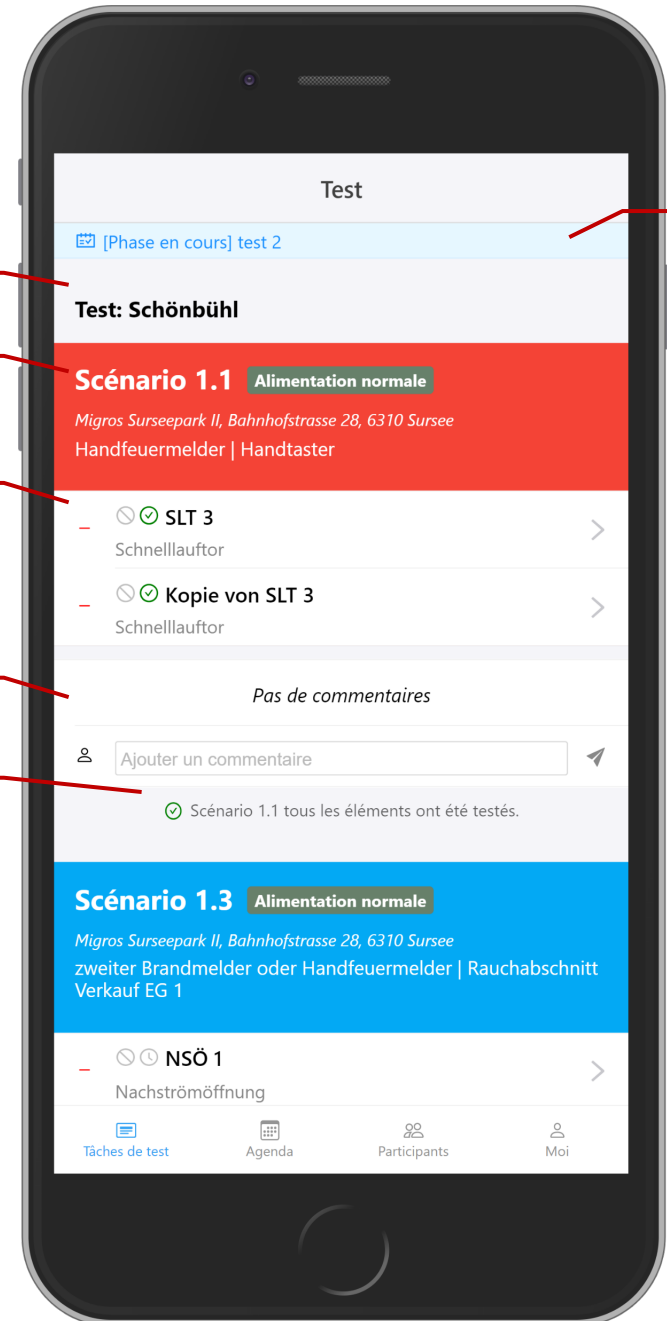 Test
[Phase en cours] test 2
Test: Schönbühl
Scénario 1.1 Alimentation normale
Migros Surseepark II, Bahnhofstrasse 28, 6310 Sursee
Handfeuermelder | Handtaster
SLT 3
Schnelllauftor
Kopie von SLT 3
Schnelllauftor
Pas de commentaires
Ajouter un commentaire
Scénario 1.1 tous les éléments ont été testés.
Scénario 1.3 Alimentation normale
Migros Surseepark II, Bahnhofstrasse 28, 6310 Sursee
zweiter Brandmelder oder Handfeuermelder | Rauchabschnitt
Verkauf EG 1
NSÖ 1
Nachströmöffnung
Tâches de test Agenda Participants Moi